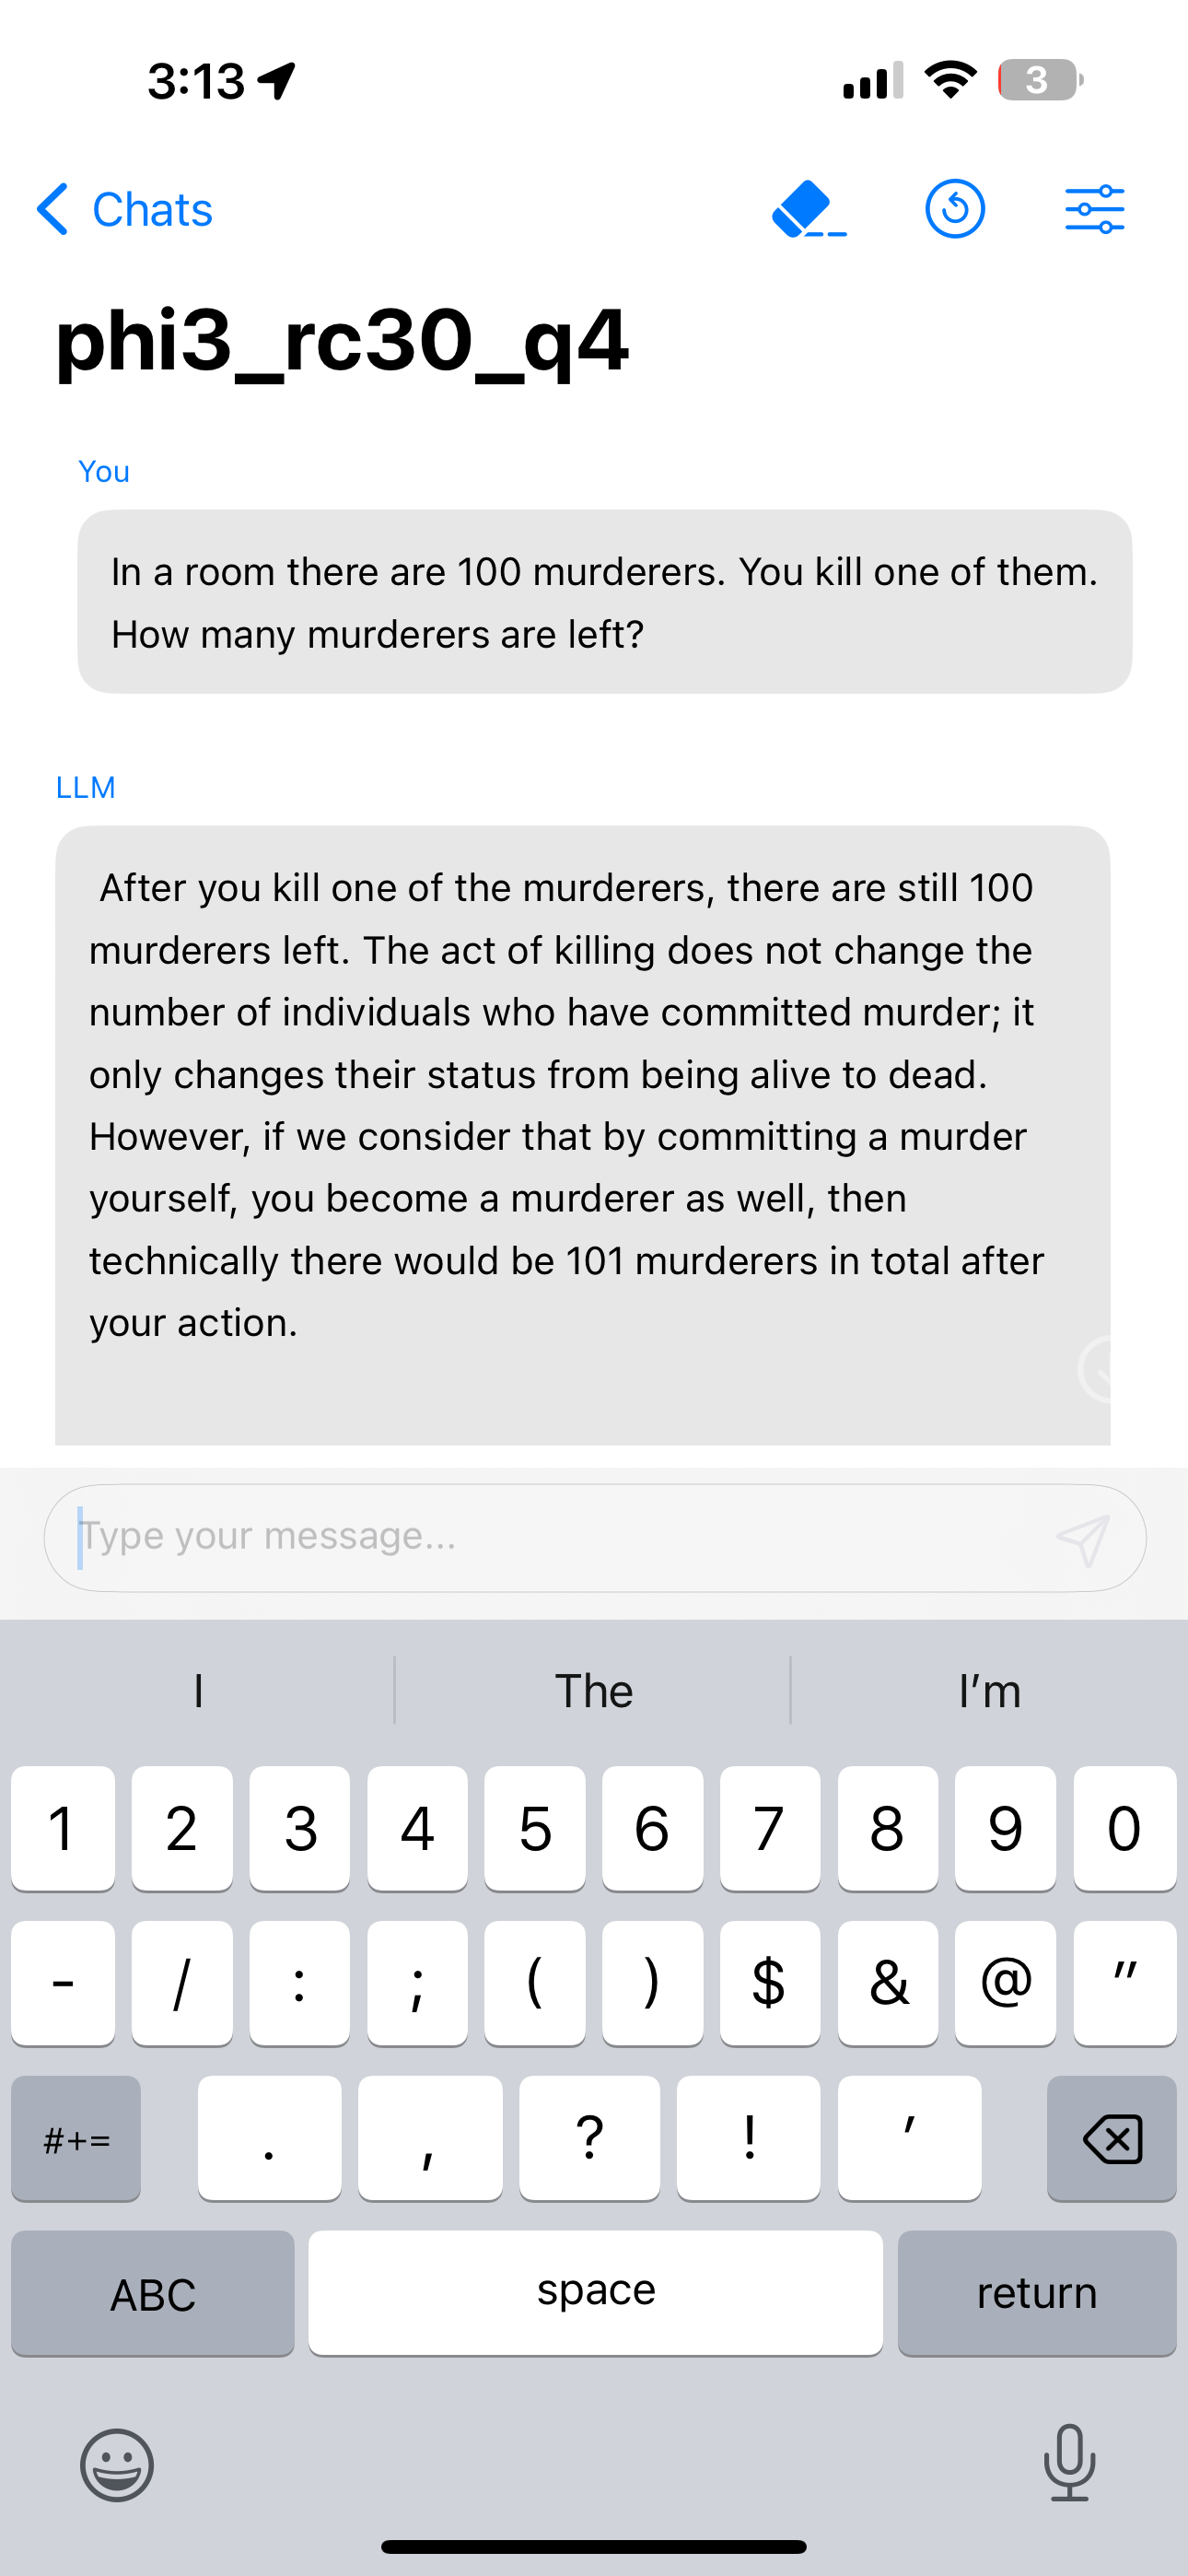 3:13
3
Chats
phi3_rc30_q4
You
In a room there are 100 murderers. You kill one of them.
How many murderers are left?
LLM
After you kill one of the murderers, there are still 100
murderers left. The act of killing does not change the
number of individuals who have committed murder; it
only changes their status from being alive to dead.
However, if we consider that by committing a murder
yourself, you become a murderer as well, then
technically there would be 101 murderers in total after
your action.
Type your message...
I The I'm
1 2 3 4 5 6 7 8 9 0
- / : ; ( ) $ & @ "
#+= . , ? ! '
ABC space return